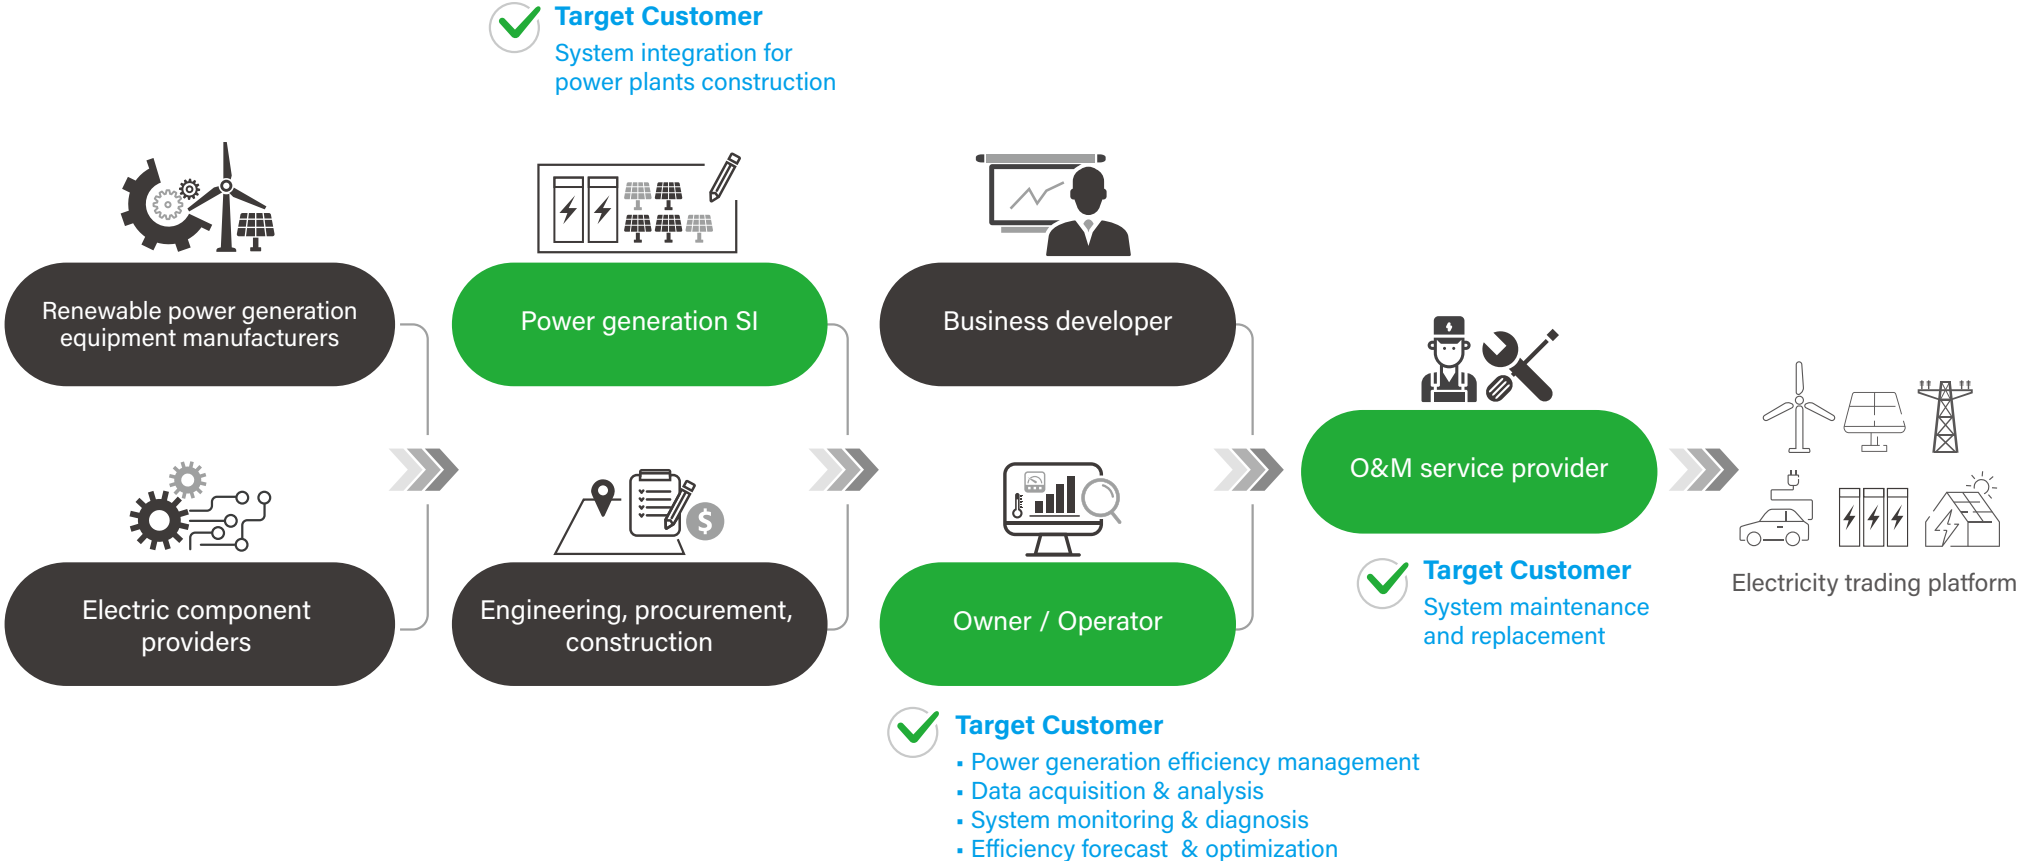 Target Customer
System integration for
power plants construction
Renewable power generation
equipment manufacturers
Power generation SI
Business developer
O&M service provider
Electric component
providers
Engineering, procurement,
construction
Owner / Operator
Target Customer
System maintenance
and replacement
Electricity trading platform
Target Customer
▪ Power generation efficiency management
▪ Data acquisition & analysis
▪ System monitoring & diagnosis
▪ Efficiency forecast & optimization